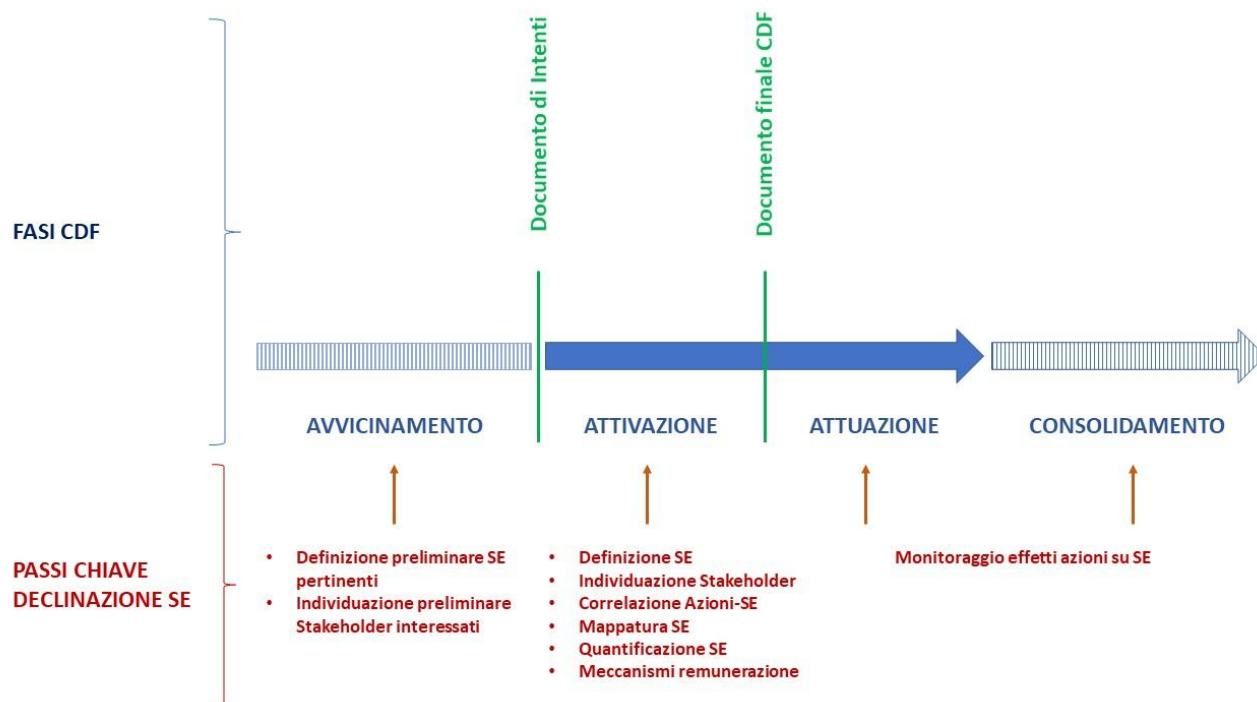 Documento di Intenti
Documento finale CDF
FASI CDF
AVVICINAMENTO
ATTIVAZIONE
ATTUAZIONE
CONSOLIDAMENTO
PASSI CHIAVE
DECLINAZIONE SE
• Definizione preliminare SE
pertinenti
• Individuazione preliminare
Stakeholder interessati
• Definizione SE
• Individuazione Stakeholder
• Correlazione Azioni-SE
• Mappatura SE
• Quantificazione SE
• Meccanismi remunerazione
Monitoraggio effetti azioni su SE